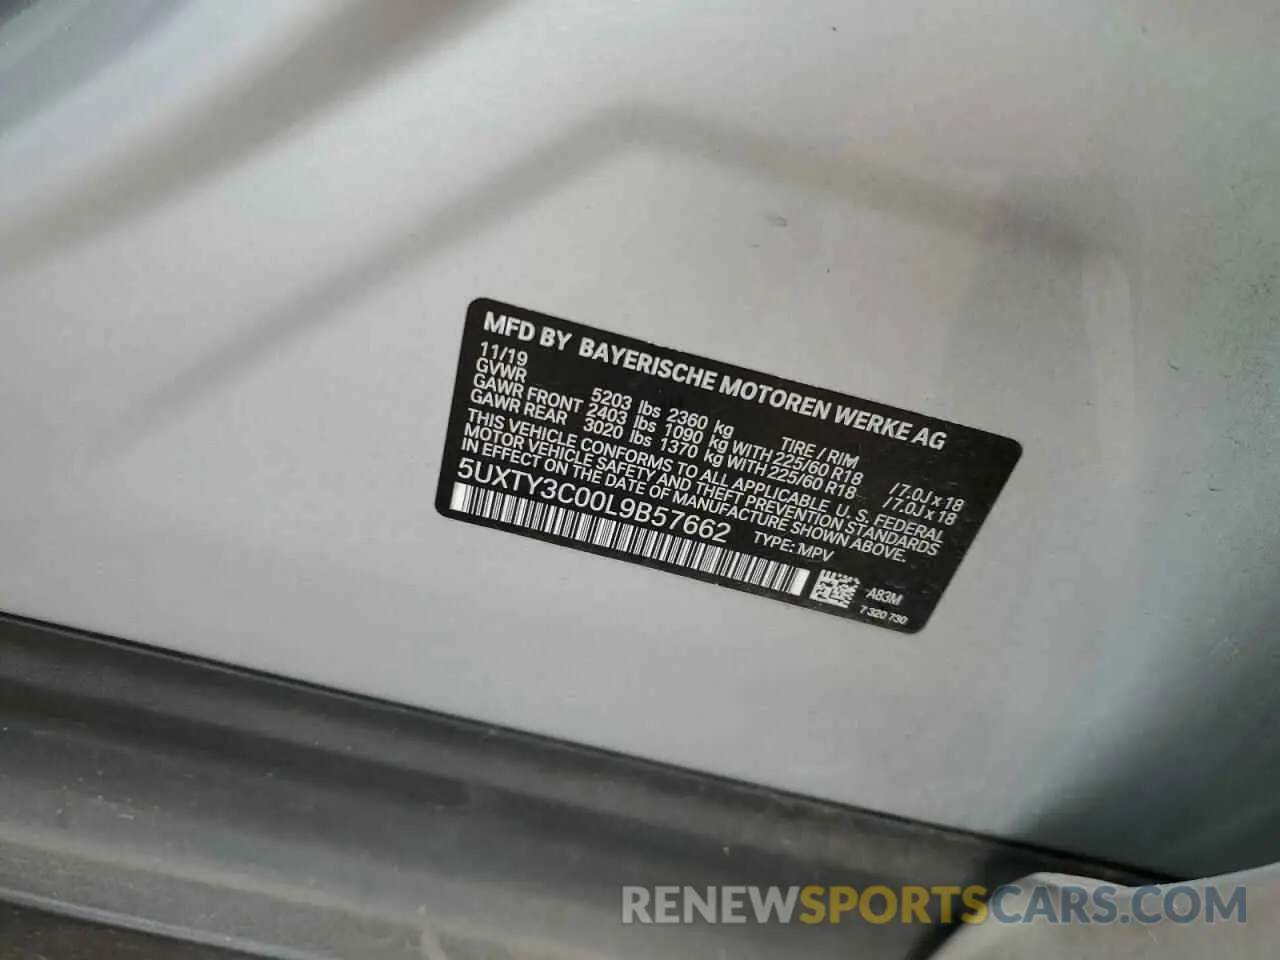 MFD BY BAYERISCHE MOTOREN WERKE AG
11/19
GVWR 5203 lbs 2360 kg TIRE / RIM
GAWR FRONT 2403 lbs 1090 kg WITH 225/60 R18 /7.0J x 18
GAWR REAR 3020 lbs 1370 kg WITH 225/60 R18 /7.0J x 18
THIS VEHICLE CONFORMS TO ALL APPLICABLE U. S. FEDERAL
MOTOR VEHICLE SAFETY AND THEFT PREVENTION STANDARDS
IN EFFECT ON THE DATE OF MANUFACTURE SHOWN ABOVE.
5UXTY3C00L9B57662 TYPE: MPV
A83M
7 320 730
RENEWSPORTSCARS.COM